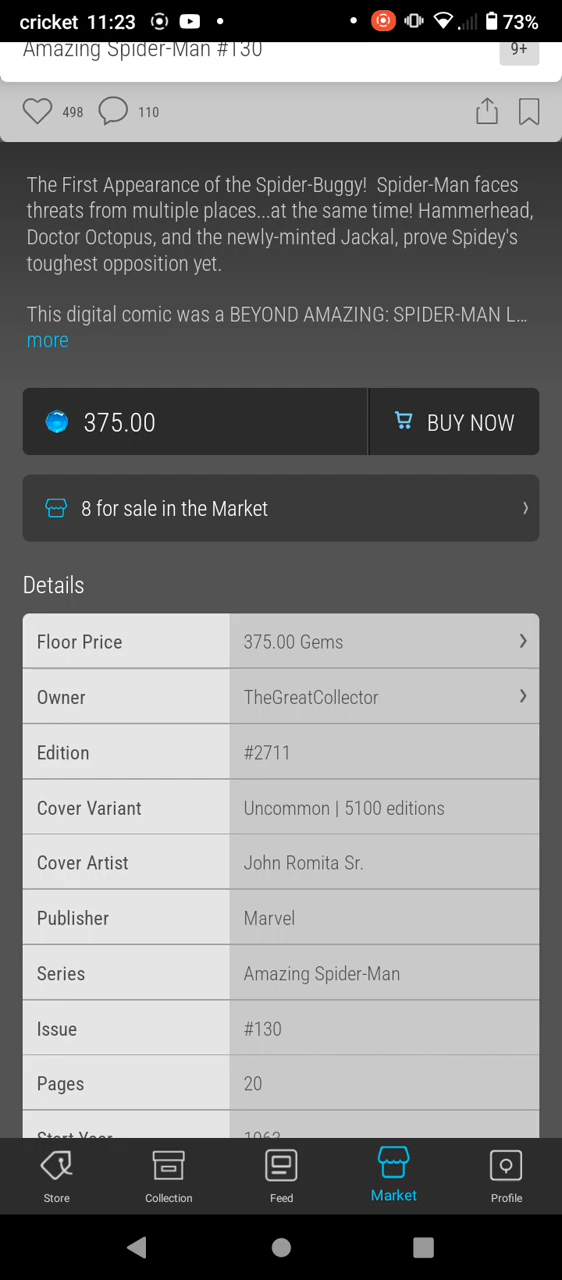 cricket 11:23 73%
Amazing Spider-Man #130
9+
498 110
The First Appearance of the Spider-Buggy! Spider-Man faces
threats from multiple places...at the same time! Hammerhead,
Doctor Octopus, and the newly-minted Jackal, prove Spidey's
toughest opposition yet.
This digital comic was a BEYOND AMAZING: SPIDER-MAN L...
more
375.00 BUY NOW
8 for sale in the Market
Details
Floor Price 375.00 Gems
Owner TheGreatCollector
Edition #2711
Cover Variant Uncommon | 5100 editions
Cover Artist John Romita Sr.
Publisher Marvel
Series Amazing Spider-Man
Issue #130
Pages 20
Start Year 1963
Store Collection Feed Market Profile